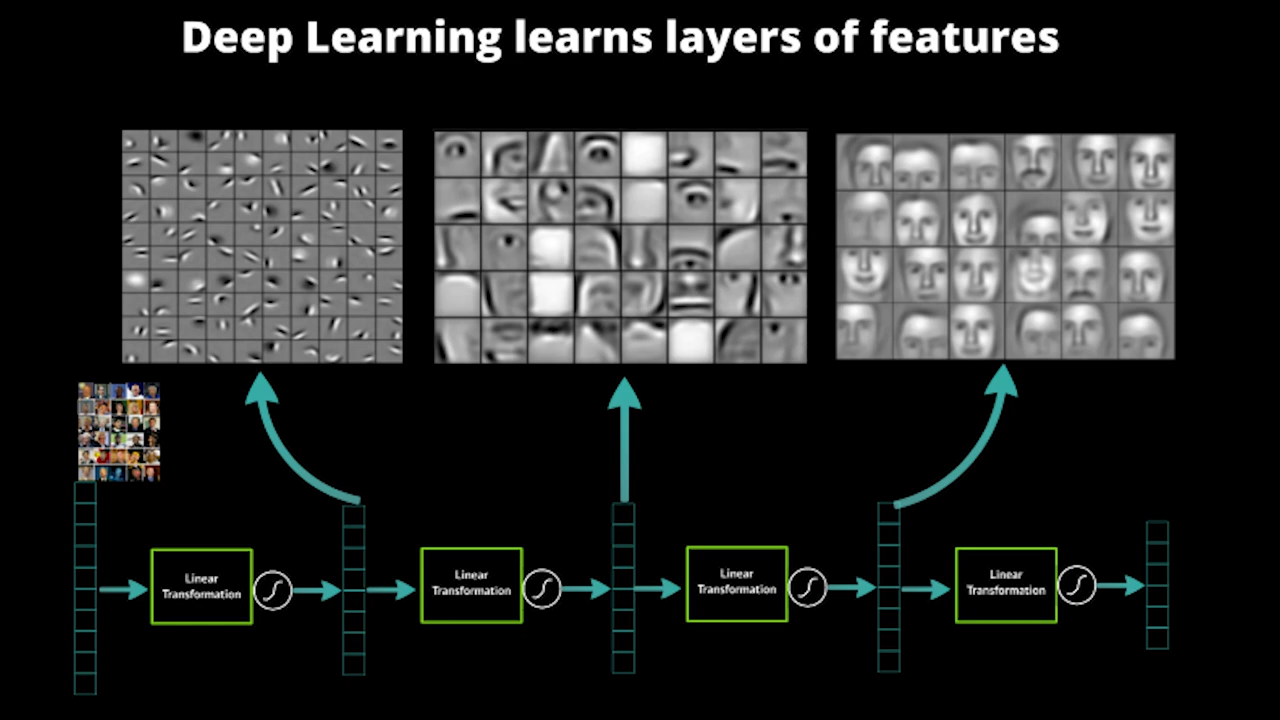 Deep Learning learns layers of features
Linear
Transformation
Linear
Transformation
Linear
Transformation
Linear
Transformation